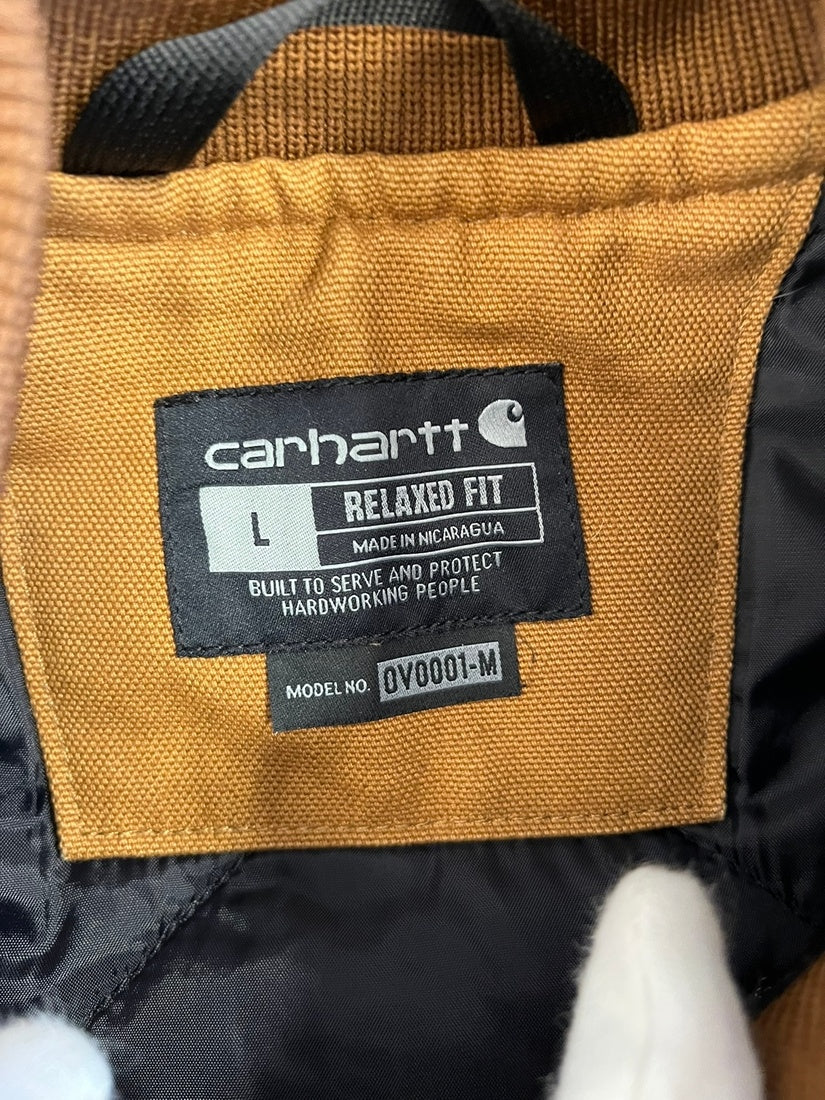 carhartt
L
RELAXED FIT
MADE IN NICARAGUA
BUILT TO SERVE AND PROTECT
HARDWORKING PEOPLE
MODEL NO. OV0001-M